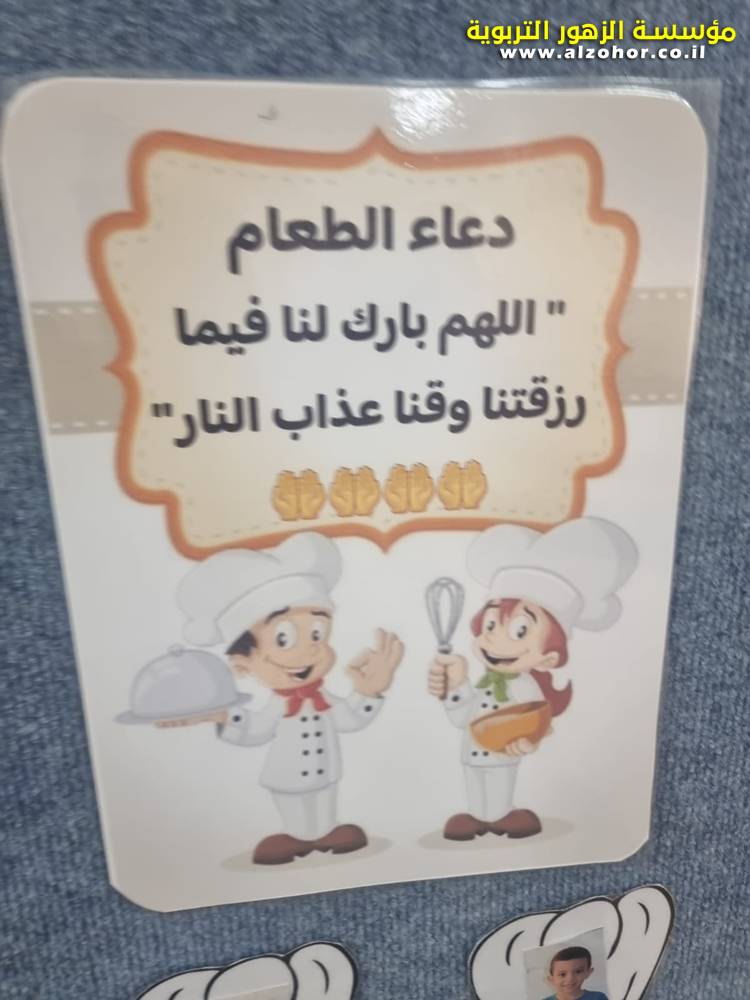 مؤسسة الزهور التربوية
www.alzohor.co.il
دعاء الطعام
" اللهم بارك لنا فيما
رزقتنا وقنا عذاب النار"